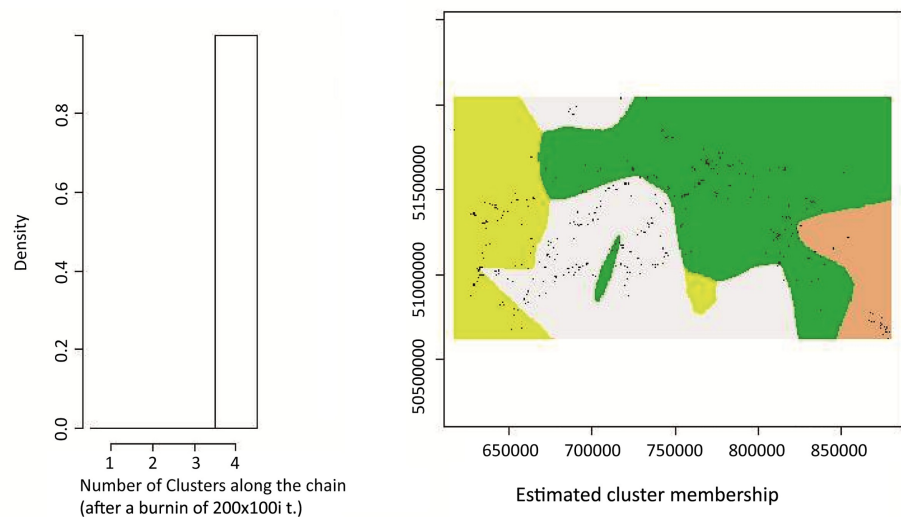 Density
0.8
0.6
0.4
0.2
0.0
1 2 3 4
Number of Clusters along the chain
(after a burnin of 200x100i t.)
51500000
51000000
50500000
650000 700000 750000 800000 850000
Estimated cluster membership